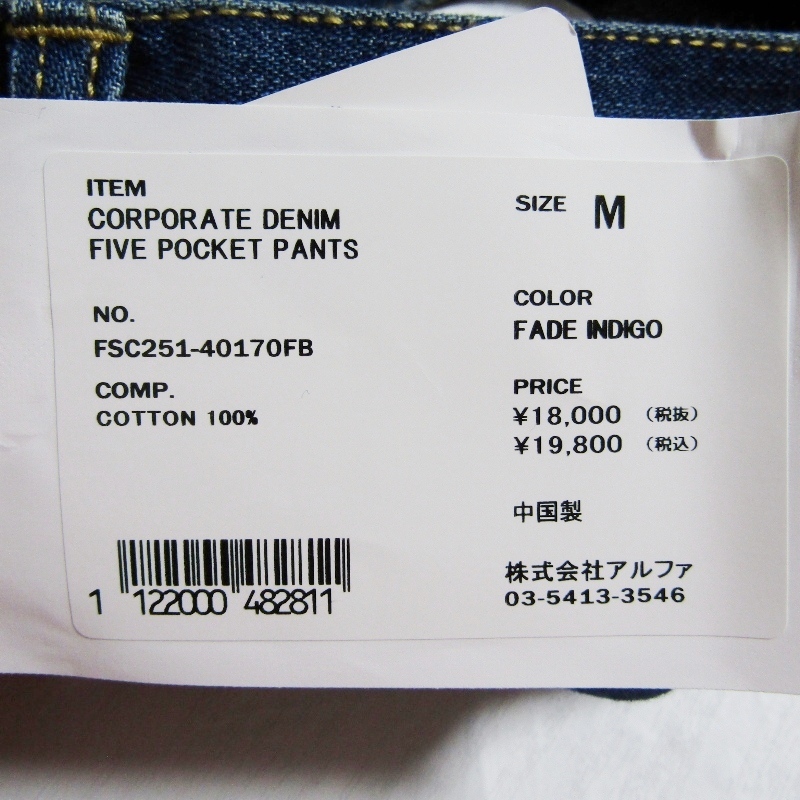 ITEM
CORPORATE DENIM
FIVE POCKET PANTS
SIZE M
NO.
FSC251-40170FB
COLOR
FADE INDIGO
COMP.
COTTON 100%
PRICE
¥18,000 (税抜)
¥19,800 (税込)
中国製
株式会社アルファ
03-5413-3546
1 122000 482811